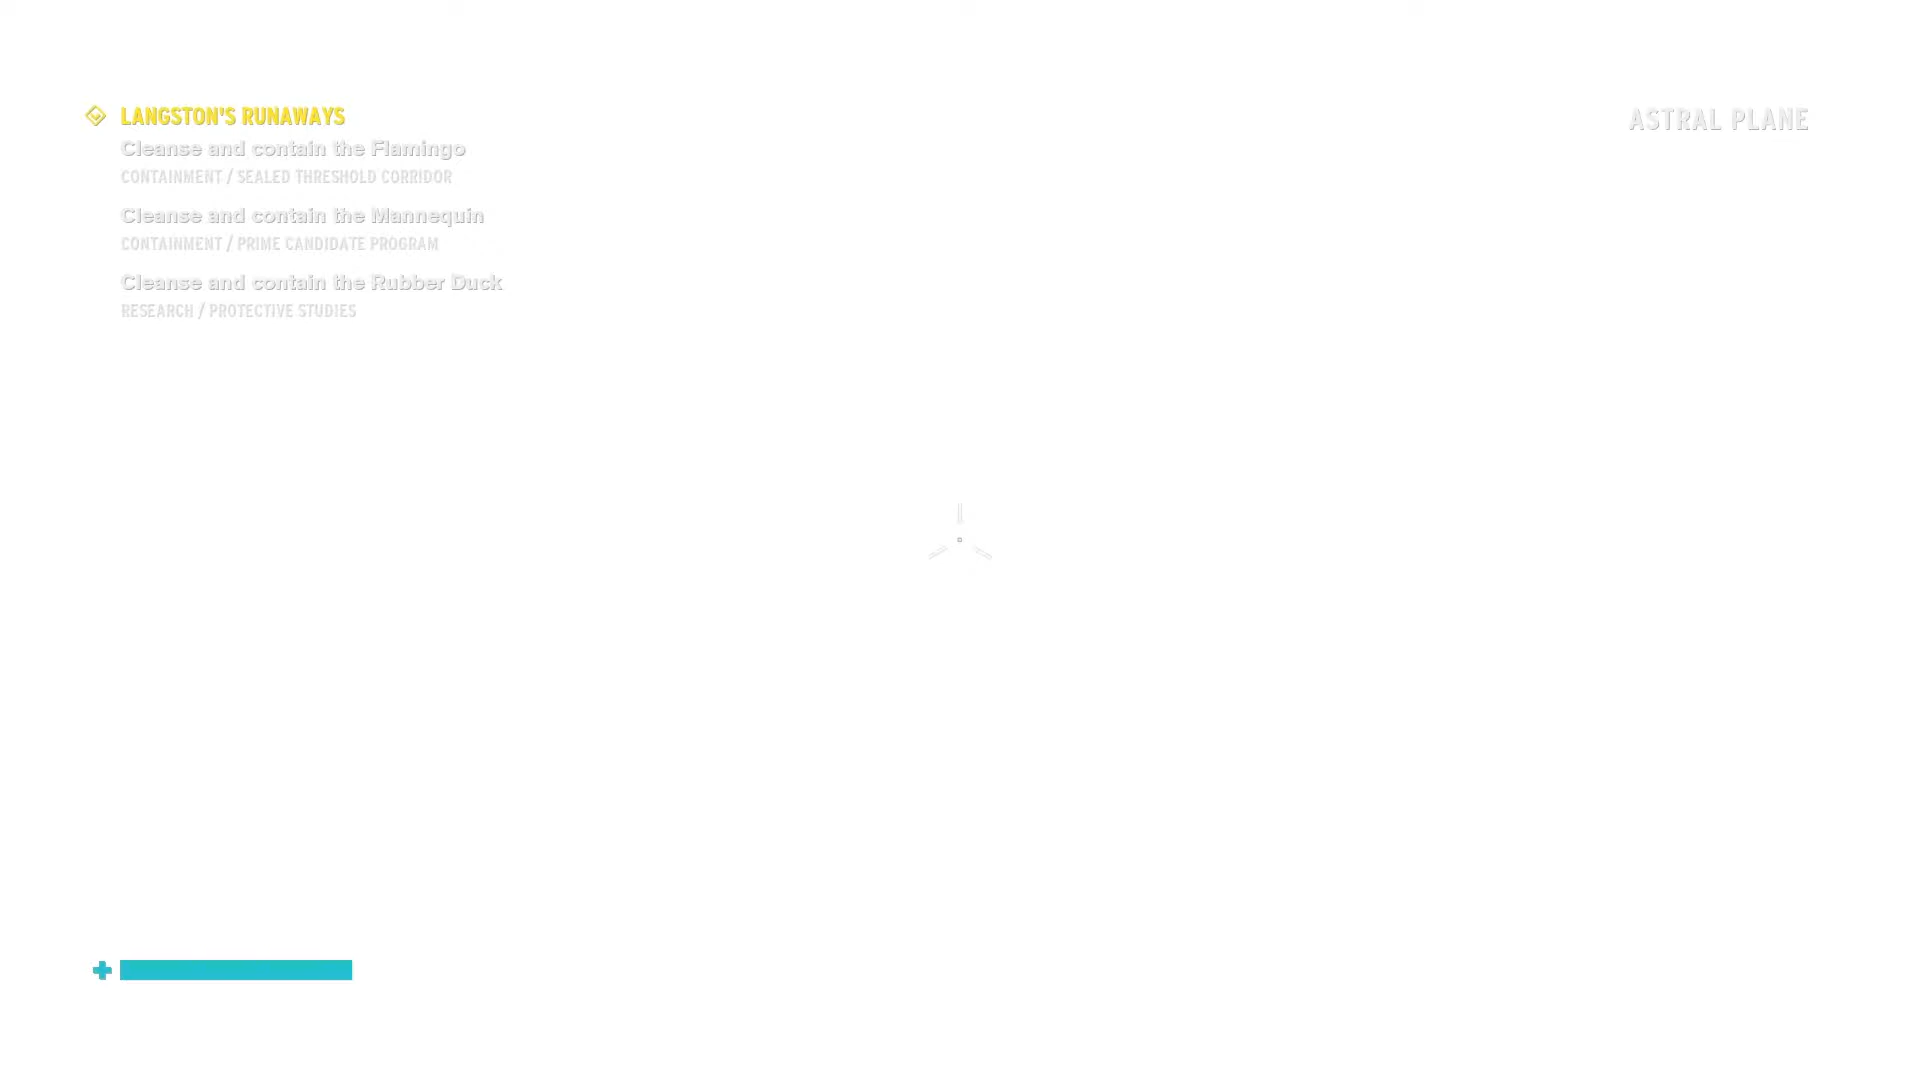 LANGSTON'S RUNAWAYS
Cleanse and contain the Flamingo
CONTAINMENT / SEALED THRESHOLD CORRIDOR
Cleanse and contain the Mannequin
CONTAINMENT / PRIME CANDIDATE PROGRAM
Cleanse and contain the Rubber Duck
RESEARCH / PROTECTIVE STUDIES
ASTRAL PLANE